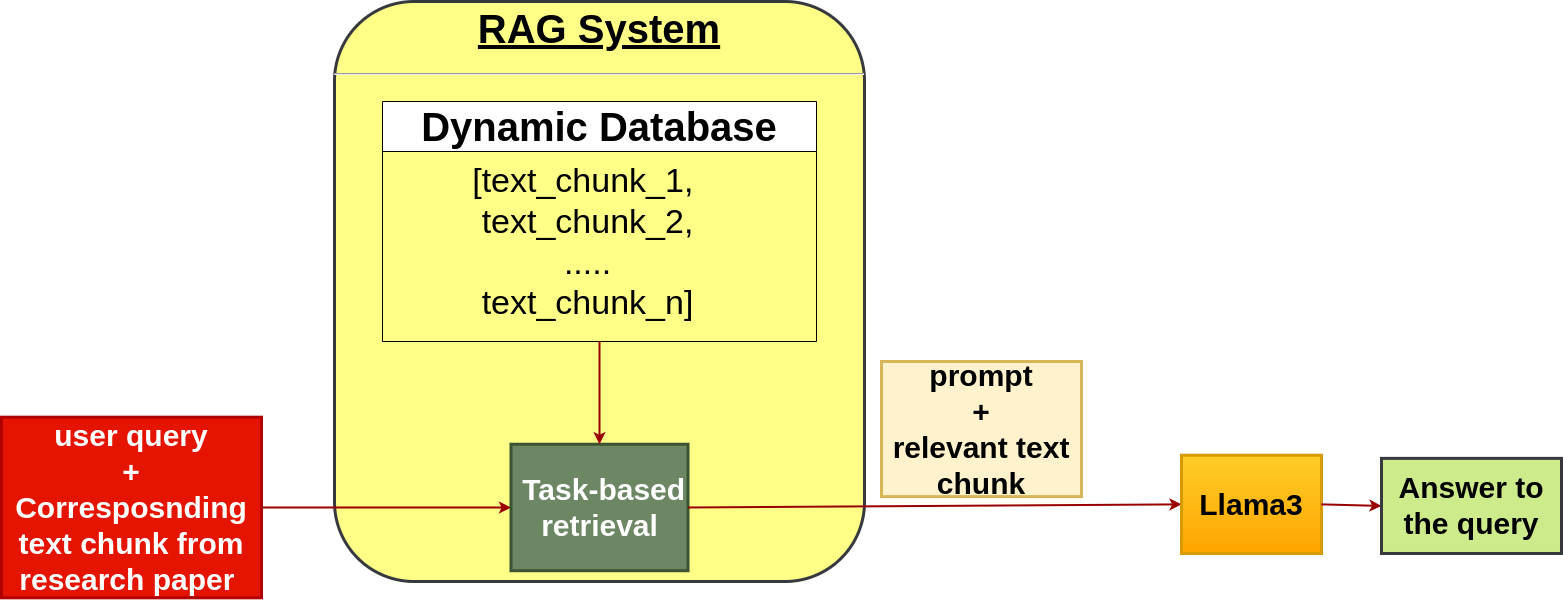 RAG System
Dynamic Database
[text_chunk_1,
text_chunk_2,
.....
text_chunk_n]
user query
+
Corresposnding
text chunk from
research paper
Task-based
retrieval
prompt
+
relevant text
chunk
Llama3
Answer to
the query